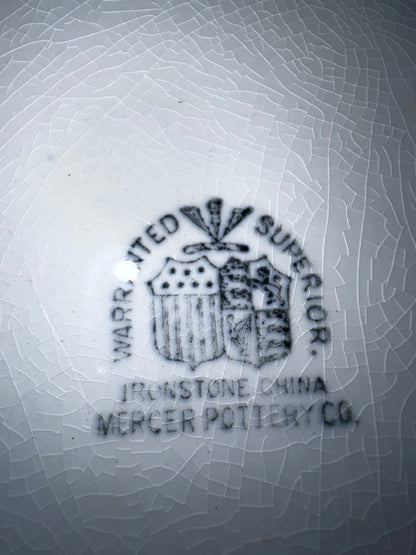 WARRANTED SUPERIOR.
IRONSTONE CHINA
MERCER POTTERY CO.